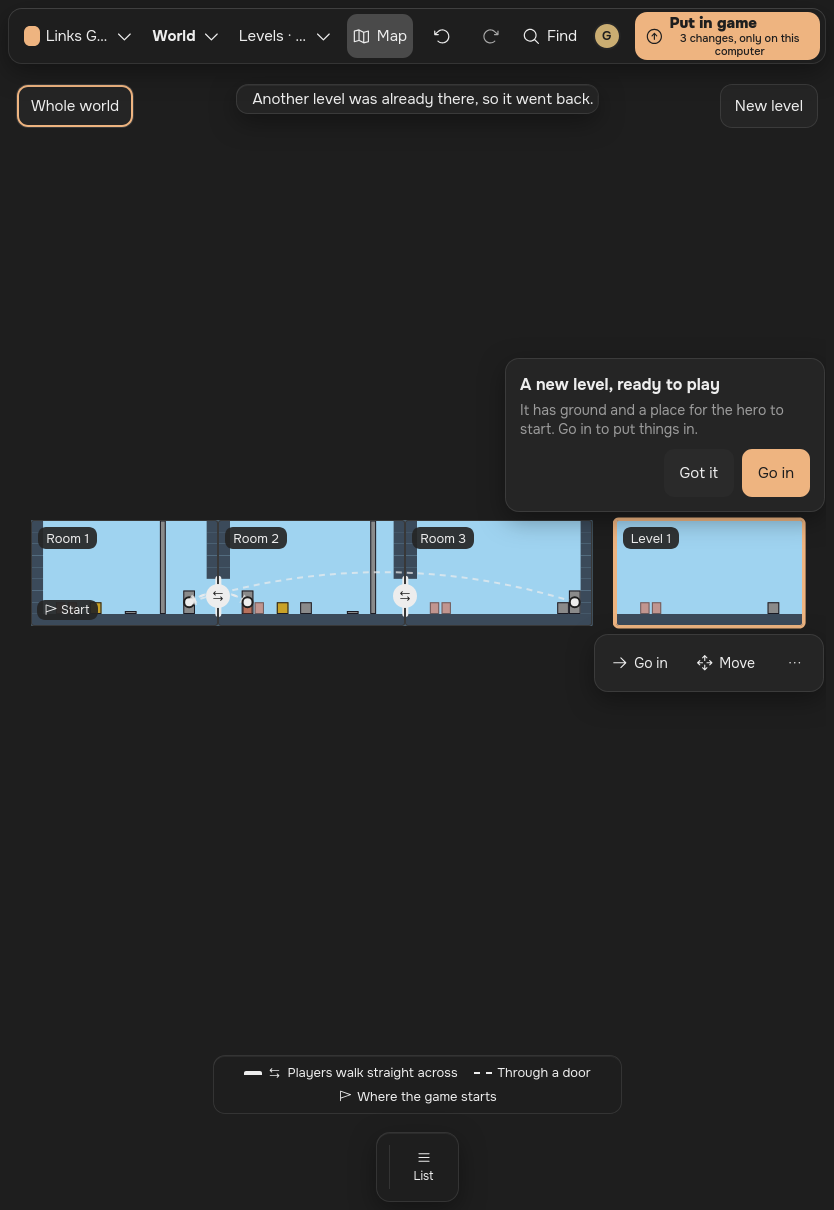 Links G...
World
Levels · ...
Map
Find
G
Put in game
3 changes, only on this
computer
Whole world
Another level was already there, so it went back.
New level
A new level, ready to play
It has ground and a place for the hero to
start. Go in to put things in.
Got it
Go in
Room 1
Room 2
Room 3
Level 1
Start
Go in
Move
...
Players walk straight across
Through a door
Where the game starts
List